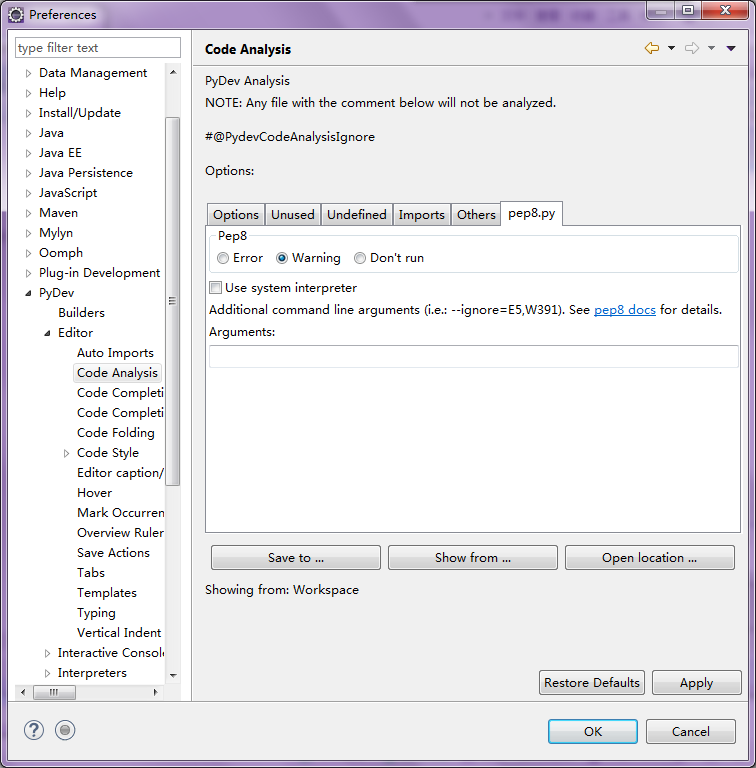 Preferences
type filter text
Data Management
Help
Install/Update
Java
Java EE
Java Persistence
JavaScript
Maven
Mylyn
Oomph
Plug-in Development
PyDev
Builders
Editor
Auto Imports
Code Analysis
Code Completi
Code Completi
Code Folding
Code Style
Editor caption/
Hover
Mark Occurren
Overview Ruler
Save Actions
Tabs
Templates
Typing
Vertical Indent
Interactive Consol
Interpreters
Code Analysis
PyDev Analysis
NOTE: Any file with the comment below will not be analyzed.
#@PydevCodeAnalysisIgnore
Options:
Options Unused Undefined Imports Others pep8.py
Pep8
Error Warning Don't run
Use system interpreter
Additional command line arguments (i.e.: --ignore=E5,W391). See pep8 docs for details.
Arguments:
Save to ... Show from ... Open location ...
Showing from: Workspace
Restore Defaults Apply
? OK Cancel